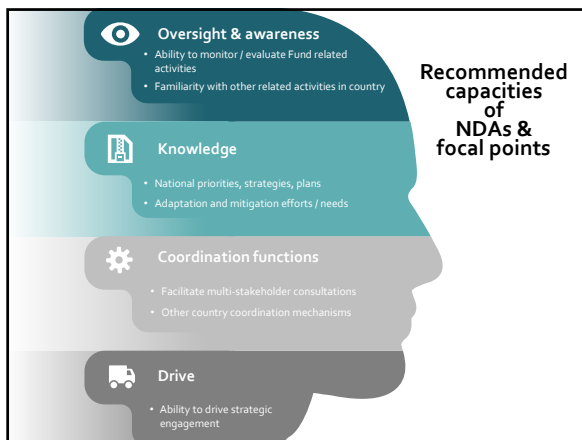 Oversight & awareness
• Ability to monitor / evaluate Fund related
activities
• Familiarity with other related activities in country
Recommended
capacities
of
NDAs &
focal points
Knowledge
• National priorities, strategies, plans
• Adaptation and mitigation efforts / needs
Coordination functions
• Facilitate multi-stakeholder consultations
• Other country coordination mechanisms
Drive
• Ability to drive strategic
engagement